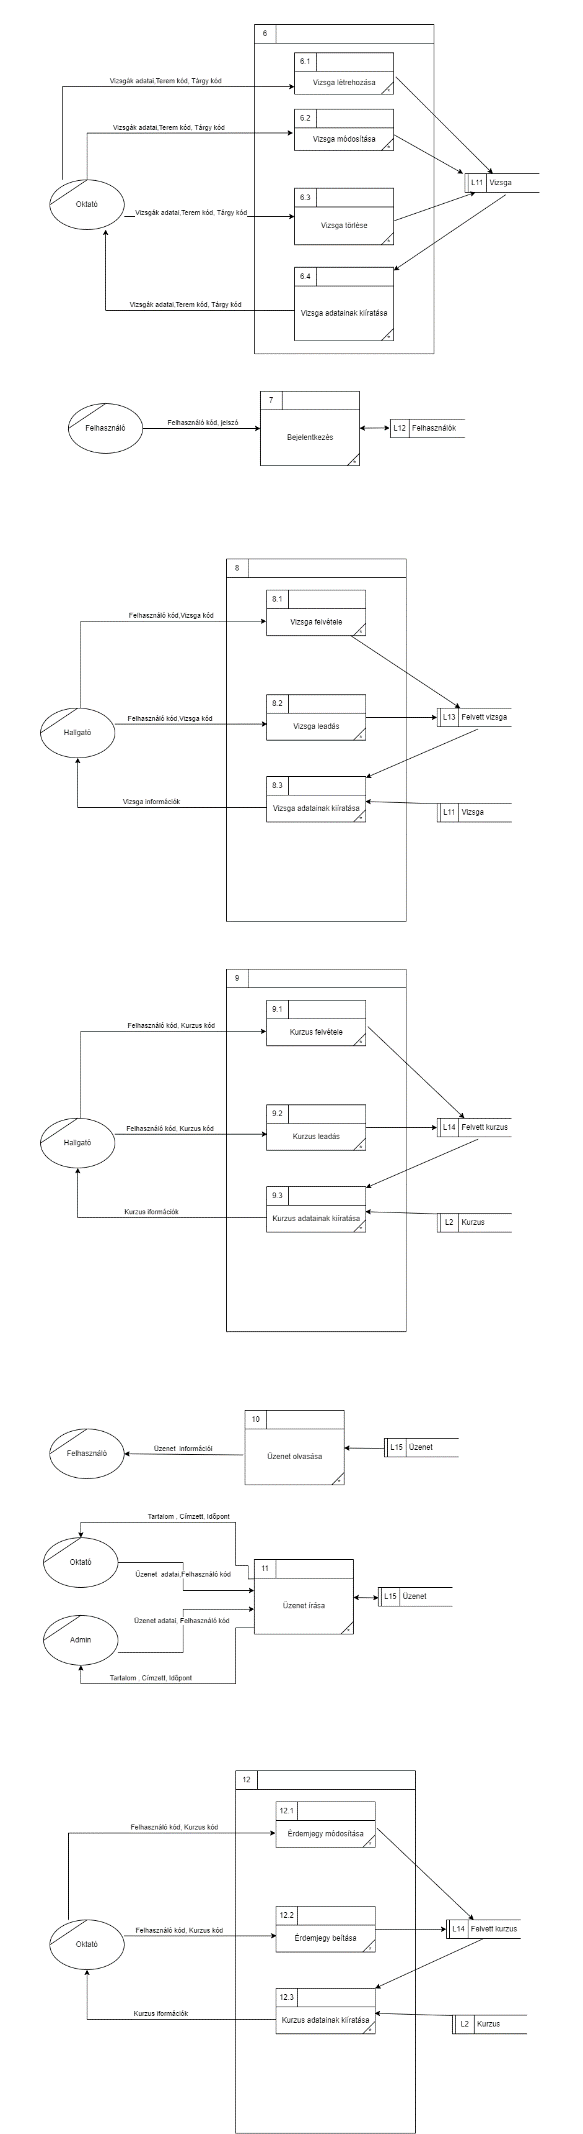 6
6.1
Vizsgák adatai,Terem kód, Tárgy kód
Vizsga létrehozása
6.2
Vizsgák adatai,Terem kód, Tárgy kód
Vizsga módosítása
L11 Vizsga
6.3
Oktató
Vizsgák adatai,Terem kód, Tárgy kód
Vizsga törlése
6.4
Vizsgák adatai,Terem kód, Tárgy kód
Vizsga adatainak kiíratása
7
Felhasználó
Felhasználó kód, jelszó
Bejelentkezés
L12 Felhasználók
8
8.1
Felhasználó kód,Vizsga kód
Vizsga felvétele
8.2
Felhasználó kód,Vizsga kód
Vizsga leadás
L13 Felvett vizsga
Hallgató
8.3
Vizsga információk
Vizsga adatainak kiíratása
L11 Vizsga
9
9.1
Felhasználó kód, Kurzus kód
Kurzus felvétele
9.2
Felhasználó kód, Kurzus kód
Kurzus leadás
L14 Felvett kurzus
Hallgató
9.3
Kurzus iformációk
Kurzus adatainak kiíratása
L2 Kurzus
10
Felhasználó
Üzenet információi
Üzenet olvasása
L15 Üzenet
Tartalom , Címzett, Időpont
Oktató
11
Üzenet adatai,Felhasználó kód
Üzenet írása
L15 Üzenet
Üzenet adatai, Felhasználó kód
Admin
Tartalom , Címzett, Időpont
12
12.1
Felhasználó kód, Kurzus kód
Érdemjegy módosítása
12.2
Felhasználó kód, Kurzus kód
Érdemjegy beítása
L14 Felvett kurzus
Oktató
12.3
Kurzus iformációk
Kurzus adatainak kiíratása
L2 Kurzus